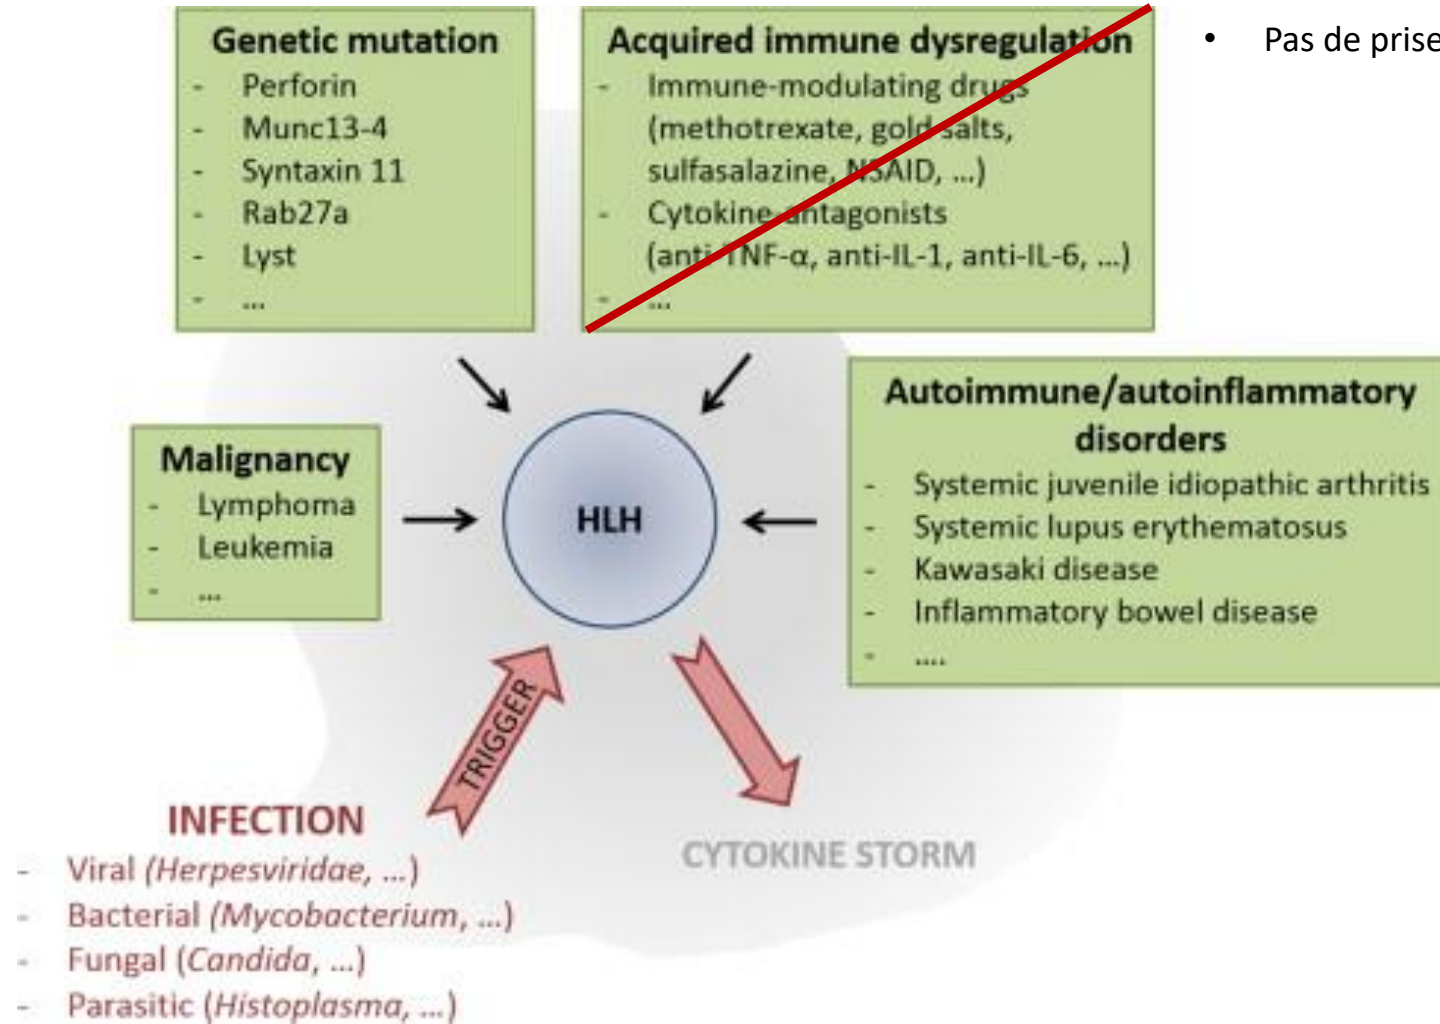 Genetic mutation
- Perforin
- Munc13-4
- Syntaxin 11
- Rab27a
- Lyst
- ...
Acquired immune dysregulation
- Immune-modulating drugs
(methotrexate, gold salts,
sulfasalazine, NSAID, ...)
- Cytokine-antagonists
(anti-TNF-α, anti-IL-1, anti-IL-6, ...)
- ...
• Pas de prise
Malignancy
- Lymphoma
- Leukemia
- ...
HLH
Autoimmune/autoinflammatory
disorders
- Systemic juvenile idiopathic arthritis
- Systemic lupus erythematosus
- Kawasaki disease
- Inflammatory bowel disease
- ....
TRIGGER
INFECTION
- Viral (Herpesviridae, ...)
- Bacterial (Mycobacterium, ...)
- Fungal (Candida, ...)
- Parasitic (Histoplasma, ...)
CYTOKINE STORM